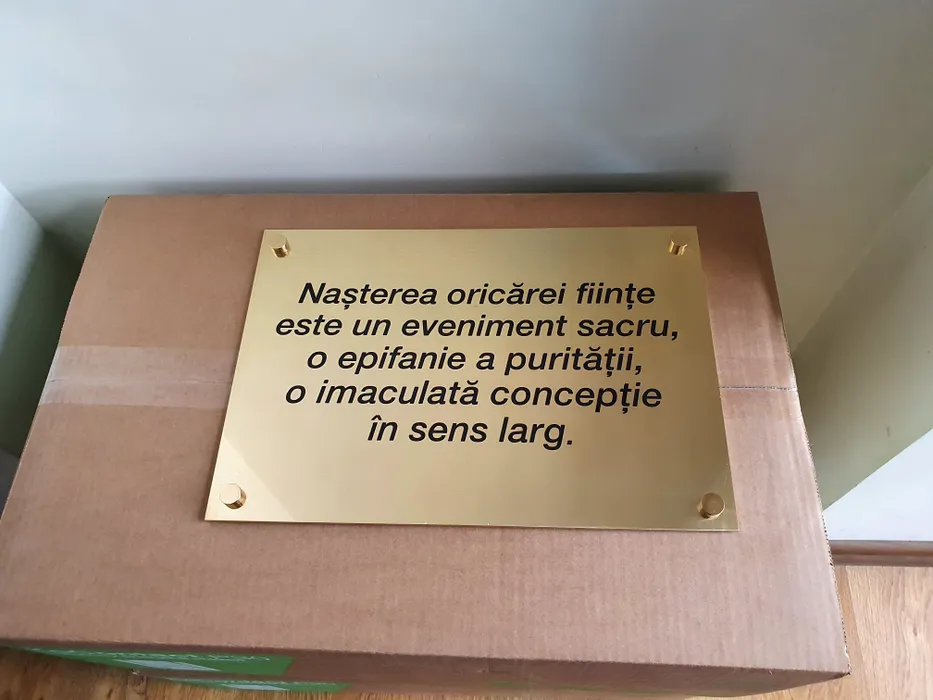 Nașterea oricărei ființe
este un eveniment sacru,
o epifanie a purității,
o imaculată concepție
în sens larg.